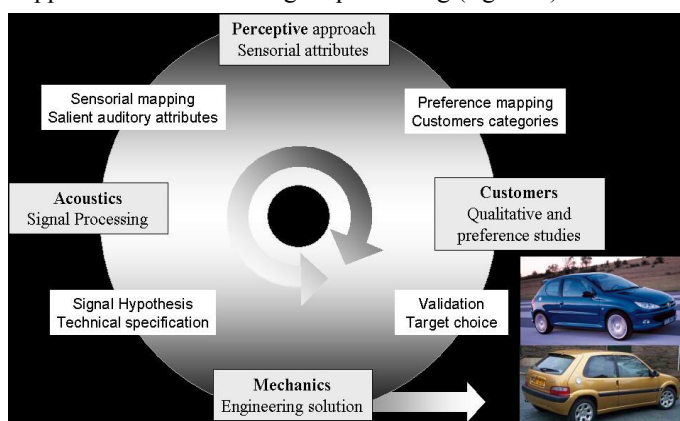 Perceptive approach
Sensorial attributes
Sensorial mapping
Salient auditory attributes
Preference mapping
Customers categories
Acoustics
Signal Processing
Customers
Qualitative and
preference studies
Signal Hypothesis
Technical specification
Validation
Target choice
Mechanics
Engineering solution